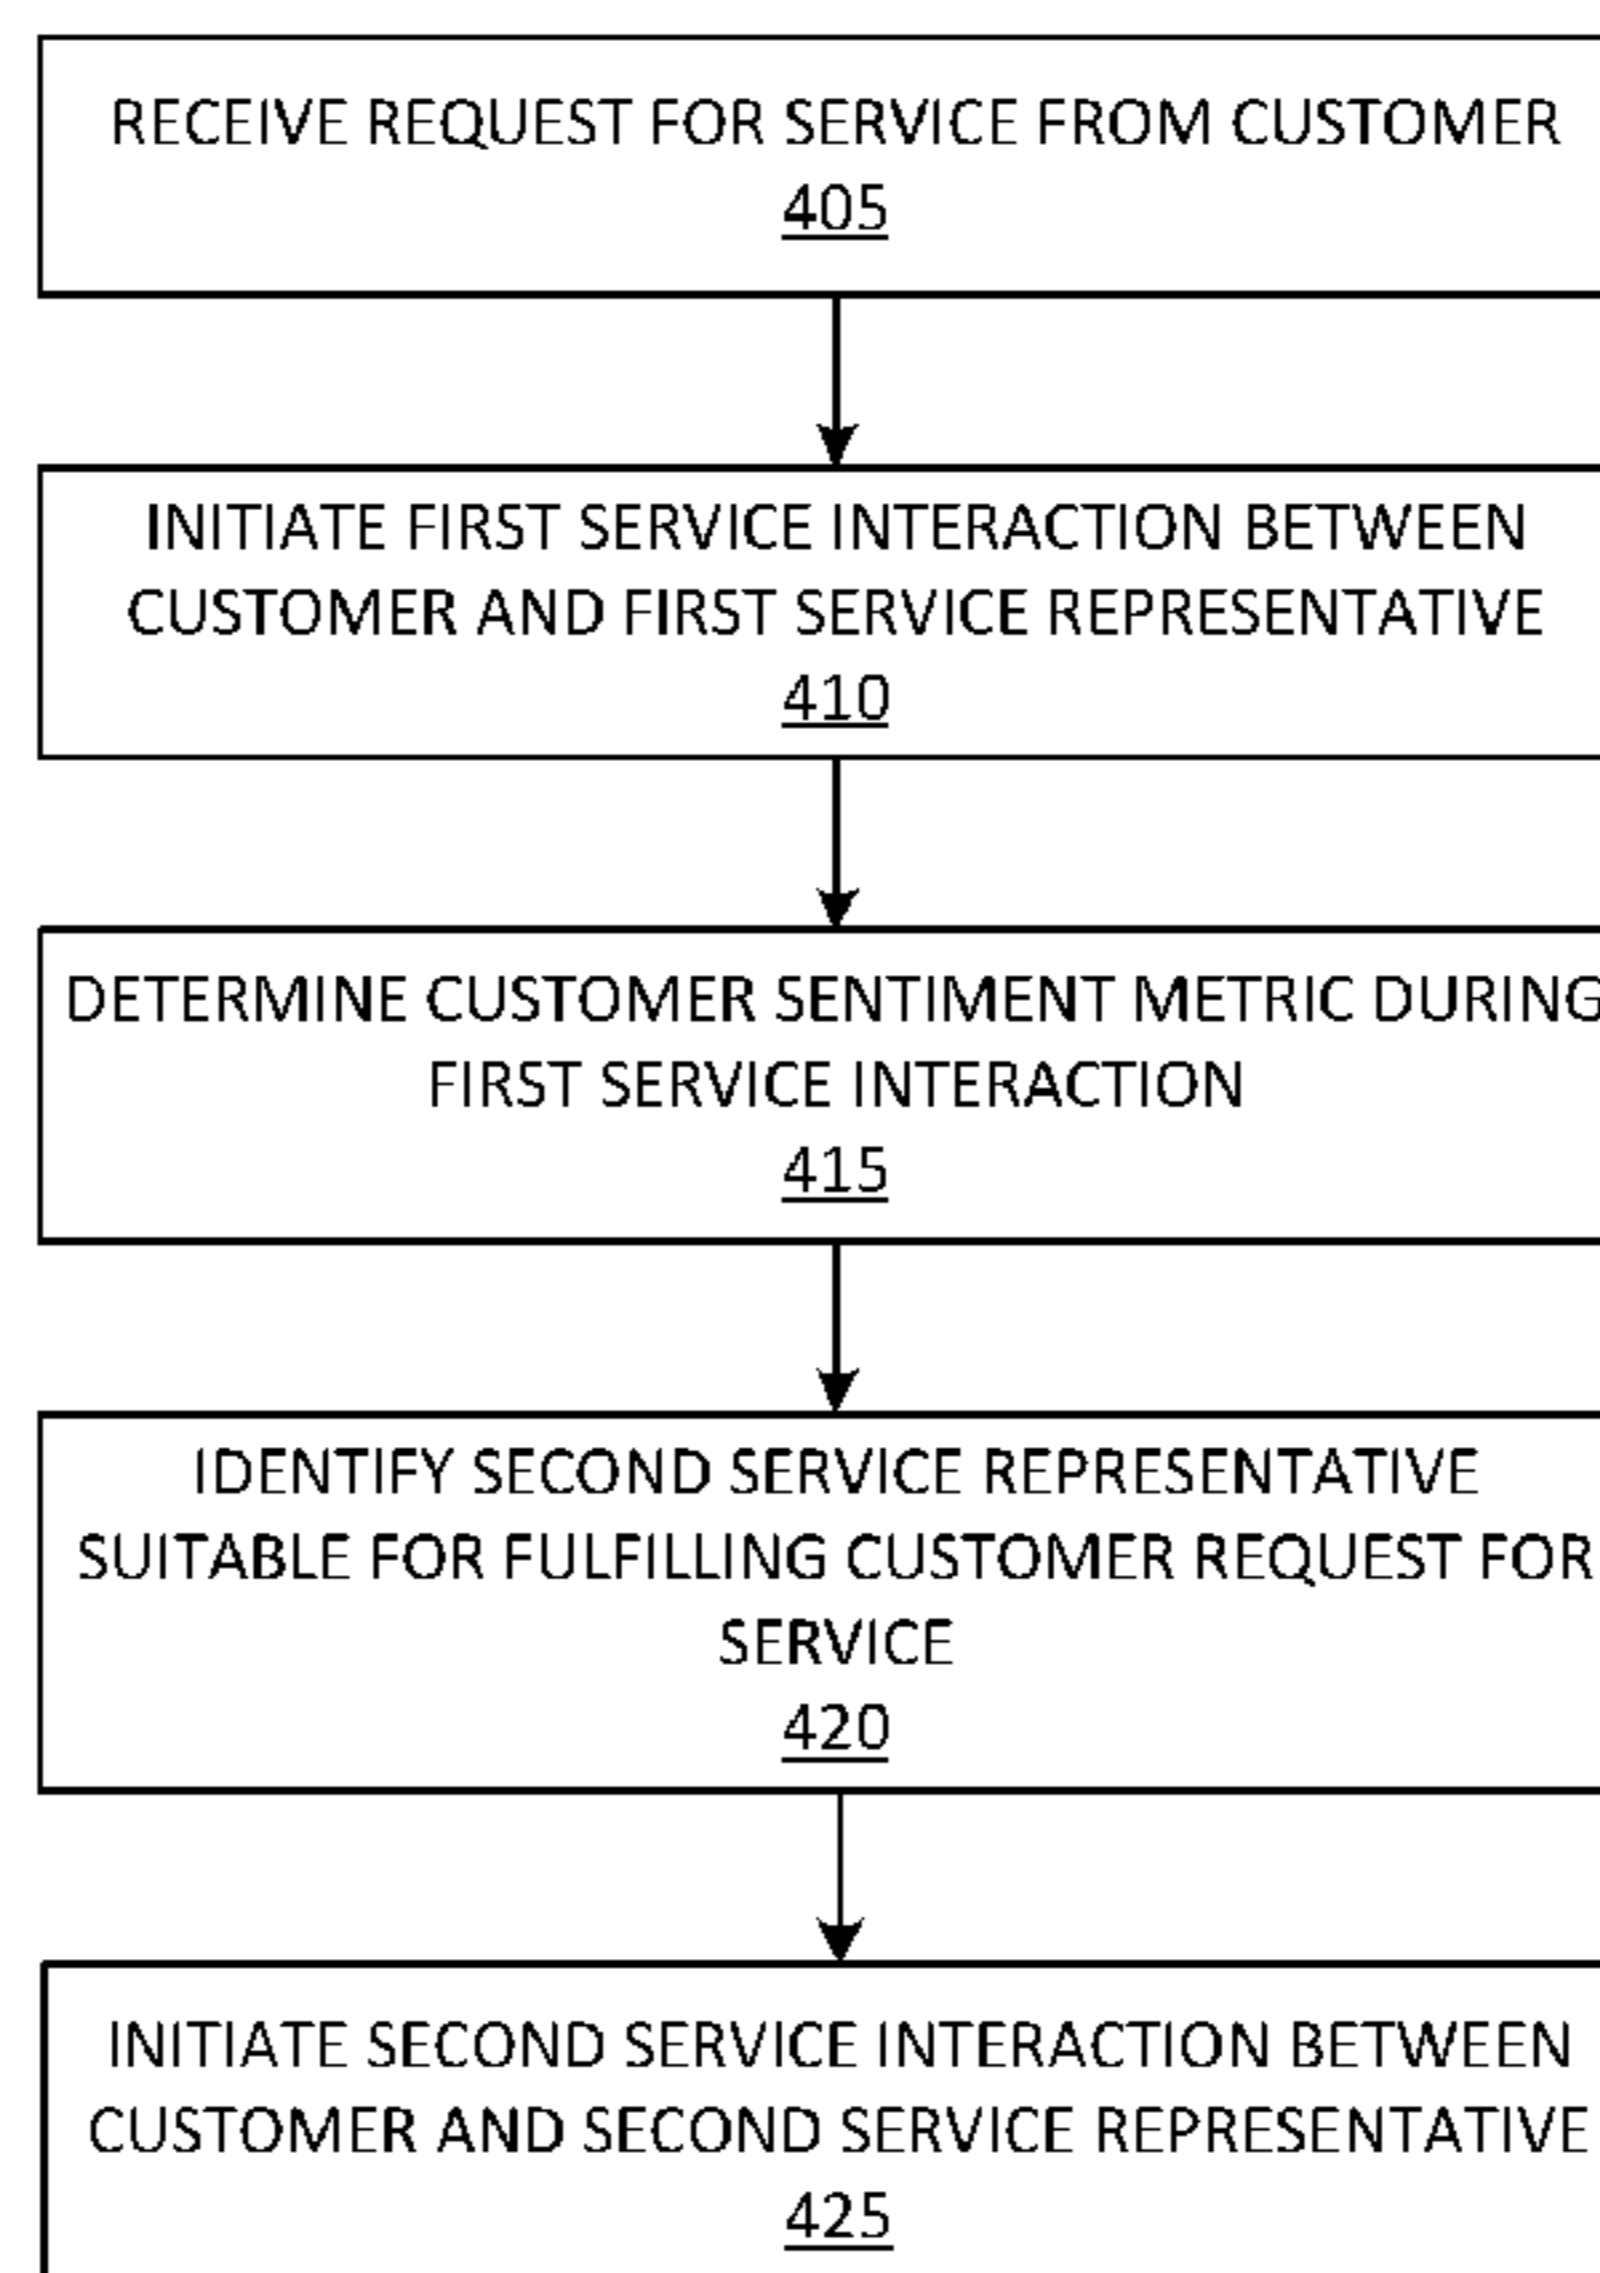 RECEIVE REQUEST FOR SERVICE FROM CUSTOMER
405
INITIATE FIRST SERVICE INTERACTION BETWEEN
CUSTOMER AND FIRST SERVICE REPRESENTATIVE
410
DETERMINE CUSTOMER SENTIMENT METRIC DURING
FIRST SERVICE INTERACTION
415
IDENTIFY SECOND SERVICE REPRESENTATIVE
SUITABLE FOR FULFILLING CUSTOMER REQUEST FOR
SERVICE
420
INITIATE SECOND SERVICE INTERACTION BETWEEN
CUSTOMER AND SECOND SERVICE REPRESENTATIVE
425